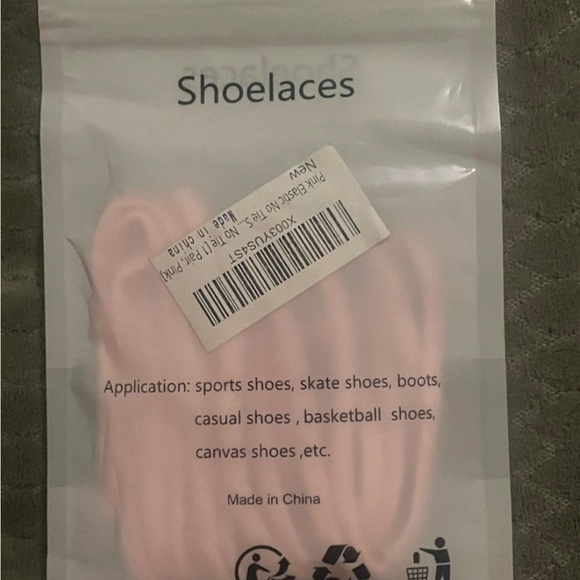 Shoelaces
X003YUS4ST
Pink Elastic No Tie S... No Tie(1 Pair, Pink)
New
Made in china
Application: sports shoes, skate shoes, boots,
casual shoes , basketball  shoes,
canvas shoes ,etc.
Made in China